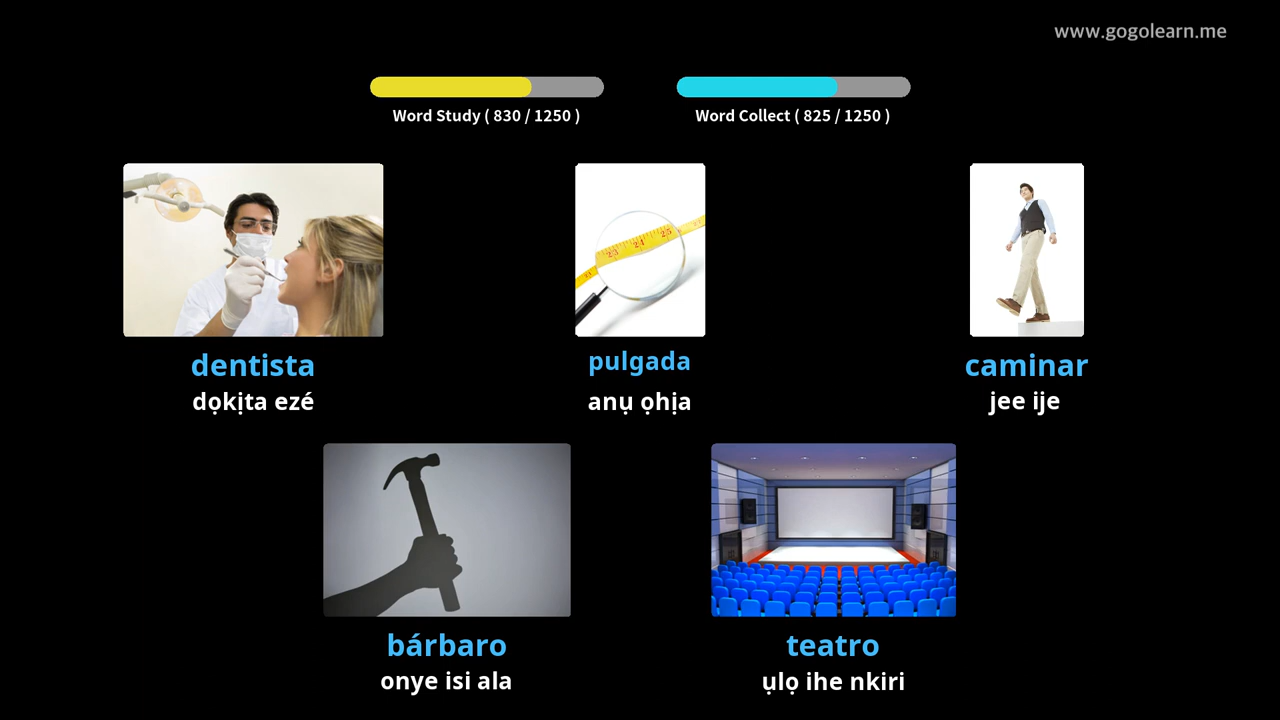 www.gogolearn.me
Word Study ( 830 / 1250 )
Word Collect ( 825 / 1250 )
dentista
dọkịta ezé
pulgada
anụ ọhịa
caminar
jee ije
bárbaro
onye isi ala
teatro
ụlọ ihe nkiri